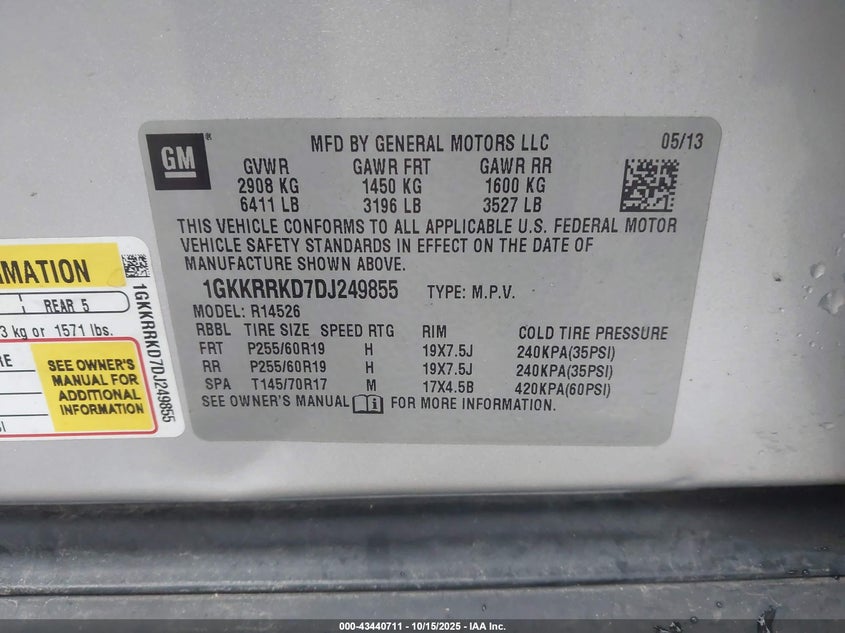 GM
MFD BY GENERAL MOTORS LLC 05/13
GVWR GAWR FRT GAWR RR
2908 KG 1450 KG 1600 KG
6411 LB 3196 LB 3527 LB
THIS VEHICLE CONFORMS TO ALL APPLICABLE U.S. FEDERAL MOTOR
VEHICLE SAFETY STANDARDS IN EFFECT ON THE DATE OF
MANUFACTURE SHOWN ABOVE.
1GKKRRKD7DJ249855 TYPE: M.P.V.
MODEL: R14526
RBBL TIRE SIZE SPEED RTG RIM COLD TIRE PRESSURE
FRT P255/60R19 H 19X7.5J 240KPA(35PSI)
RR P255/60R19 H 19X7.5J 240KPA(35PSI)
SPA T145/70R17 M 17X4.5B 420KPA(60PSI)
SEE OWNER'S MANUAL FOR MORE INFORMATION.
REAR 5
kg or 1571 lbs.
SEE OWNER'S
MANUAL FOR
ADDITIONAL
INFORMATION
1GKKRRKD7DJ249855
000-43440711 - 10/15/2025 - IAA Inc.